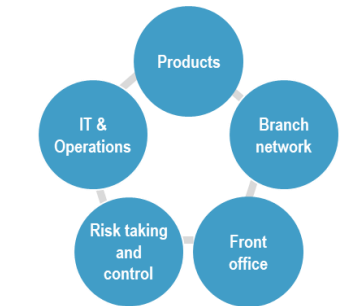 Products
Branch
network
Front
office
Risk taking
and
control
IT &
Operations